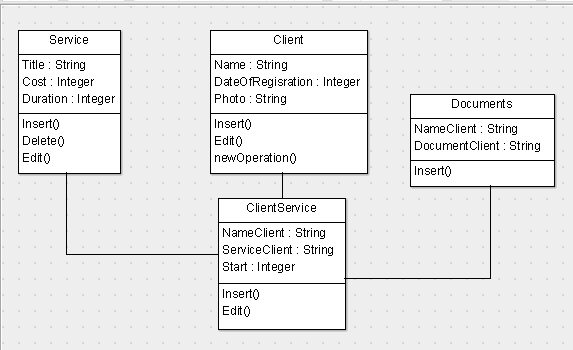 Service
Title : String
Cost : Integer
Duration : Integer
Insert()
Delete()
Edit()
Client
Name : String
DateOfRegisration : Integer
Photo : String
Insert()
Edit()
newOperation()
Documents
NameClient : String
DocumentClient : String
Insert()
ClientService
NameClient : String
ServiceClient : String
Start : Integer
Insert()
Edit()